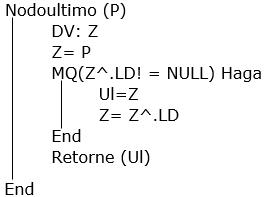 Nodoultimo (P)
DV: Z
Z= P
MQ(Z^.LD! = NULL) Haga
Ul=Z
Z= Z^.LD
End
Retorne (Ul)
End